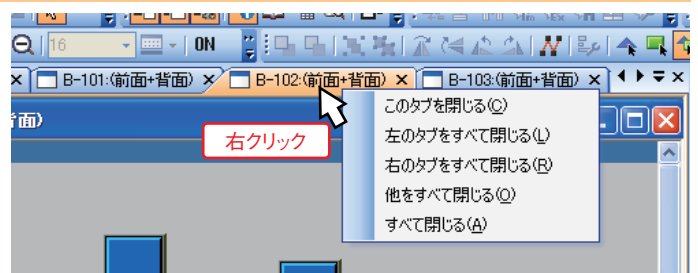 16
ON
B-101:(前面+背面)
B-102:(前面+背面)
B-103:(前面+背面)
面)
右クリック
このタブを閉じる(C)
左のタブをすべて閉じる(L)
右のタブをすべて閉じる(R)
他をすべて閉じる(O)
すべて閉じる(A)